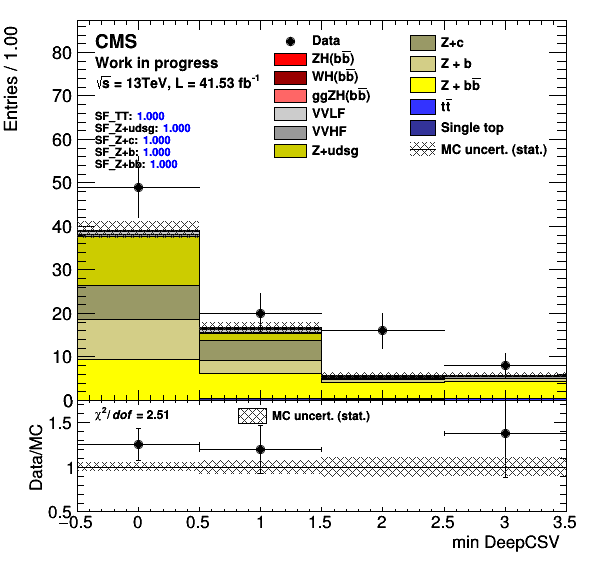 CMS
Work in progress
√s = 13TeV, L = 41.53 fb⁻¹
SF_TT: 1.000
SF_Z+udsg: 1.000
SF_Z+c: 1.000
SF_Z+b: 1.000
SF_Z+bb: 1.000
Data
ZH(bb̅)
WH(bb̅)
ggZH(bb̅)
VVLF
VVHF
Z+udsg
Z+c
Z + b
Z + bb̅
tt̅
Single top
MC uncert. (stat.)
Entries / 1.00
80
70
60
50
40
30
20
10
0
χ²/dof = 2.51
MC uncert. (stat.)
Data/MC
1.5
1
0.5
−0.5 0 0.5 1 1.5 2 2.5 3 3.5
min DeepCSV